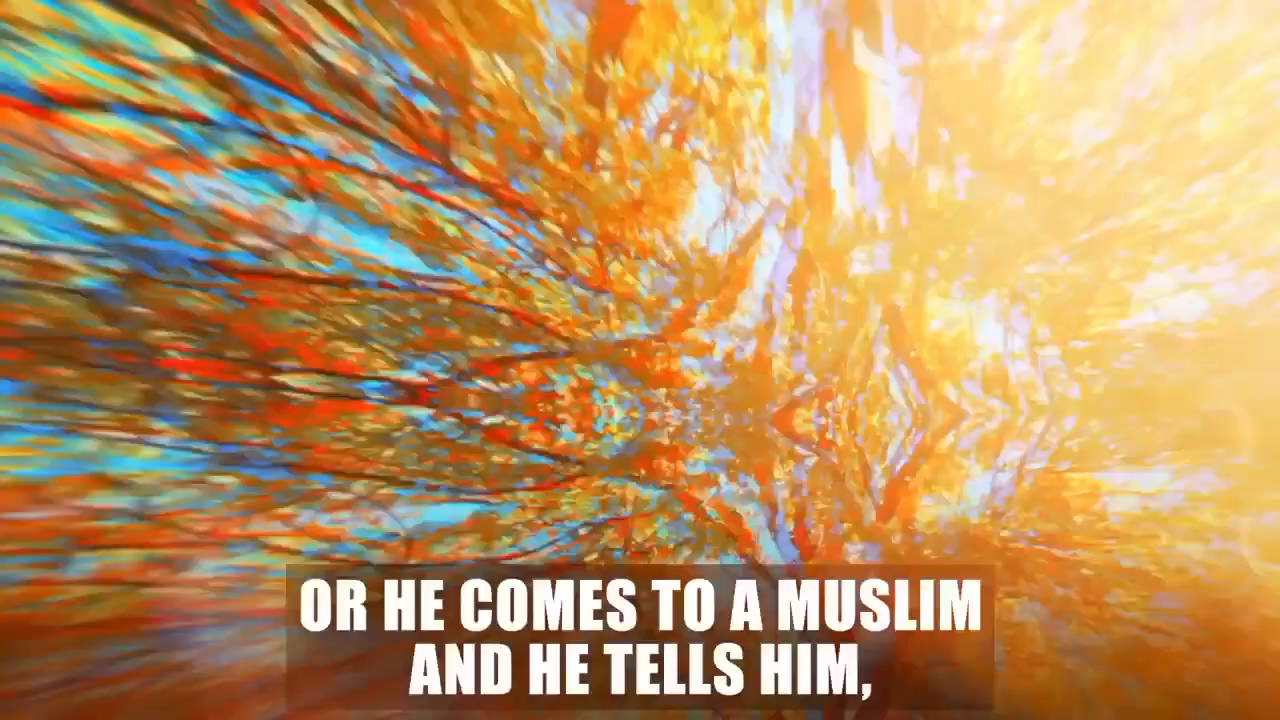 OR HE COMES TO A MUSLIM
AND HE TELLS HIM,